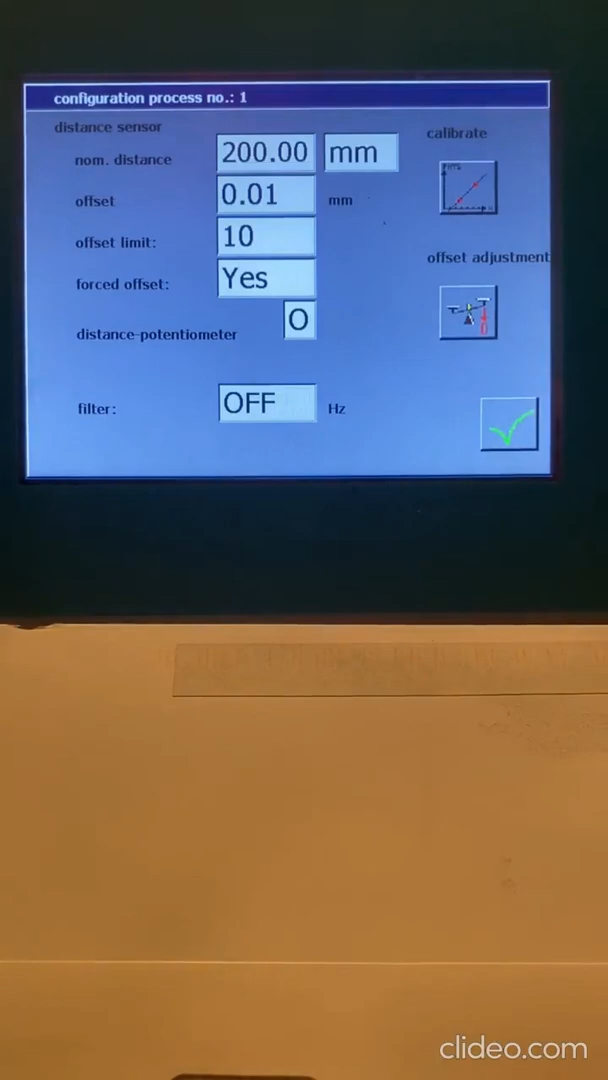 configuration process no.: 1
distance sensor
nom. distance 200.00 mm
calibrate
offset 0.01 mm
offset limit: 10
offset adjustment
forced offset: Yes
distance-potentiometer O
filter: OFF Hz
clideo.com